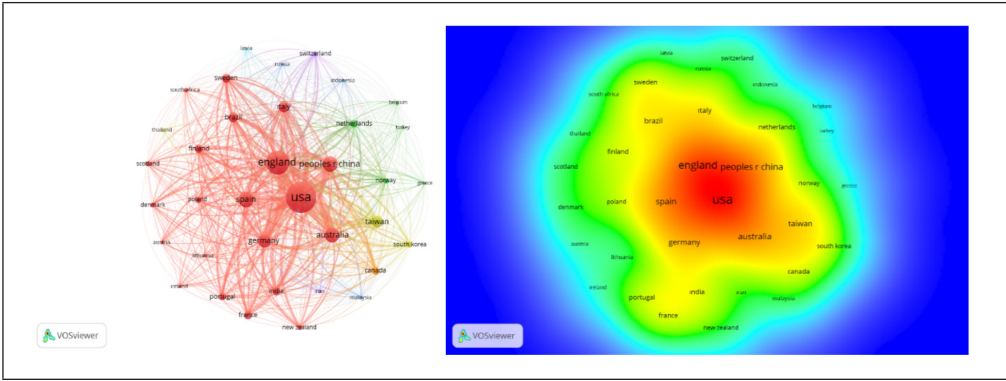 latvia
switzerland
russia
sweden
indonesia
south africa
italy
belgium
brazil
netherlands
thailand
turkey
finland
england
peoples r china
scotland
norway
greece
poland
spain
usa
denmark
taiwan
australia
germany
austria
south korea
lithuania
canada
ireland
india
iran
portugal
malaysia
france
new zealand
VOSviewer
latvia
switzerland
russia
sweden
indonesia
south africa
italy
belgium
brazil
netherlands
thailand
turkey
finland
england
peoples r china
scotland
norway
greece
poland
spain
usa
denmark
taiwan
australia
germany
austria
south korea
lithuania
canada
ireland
india
iran
portugal
malaysia
france
new zealand
VOSviewer